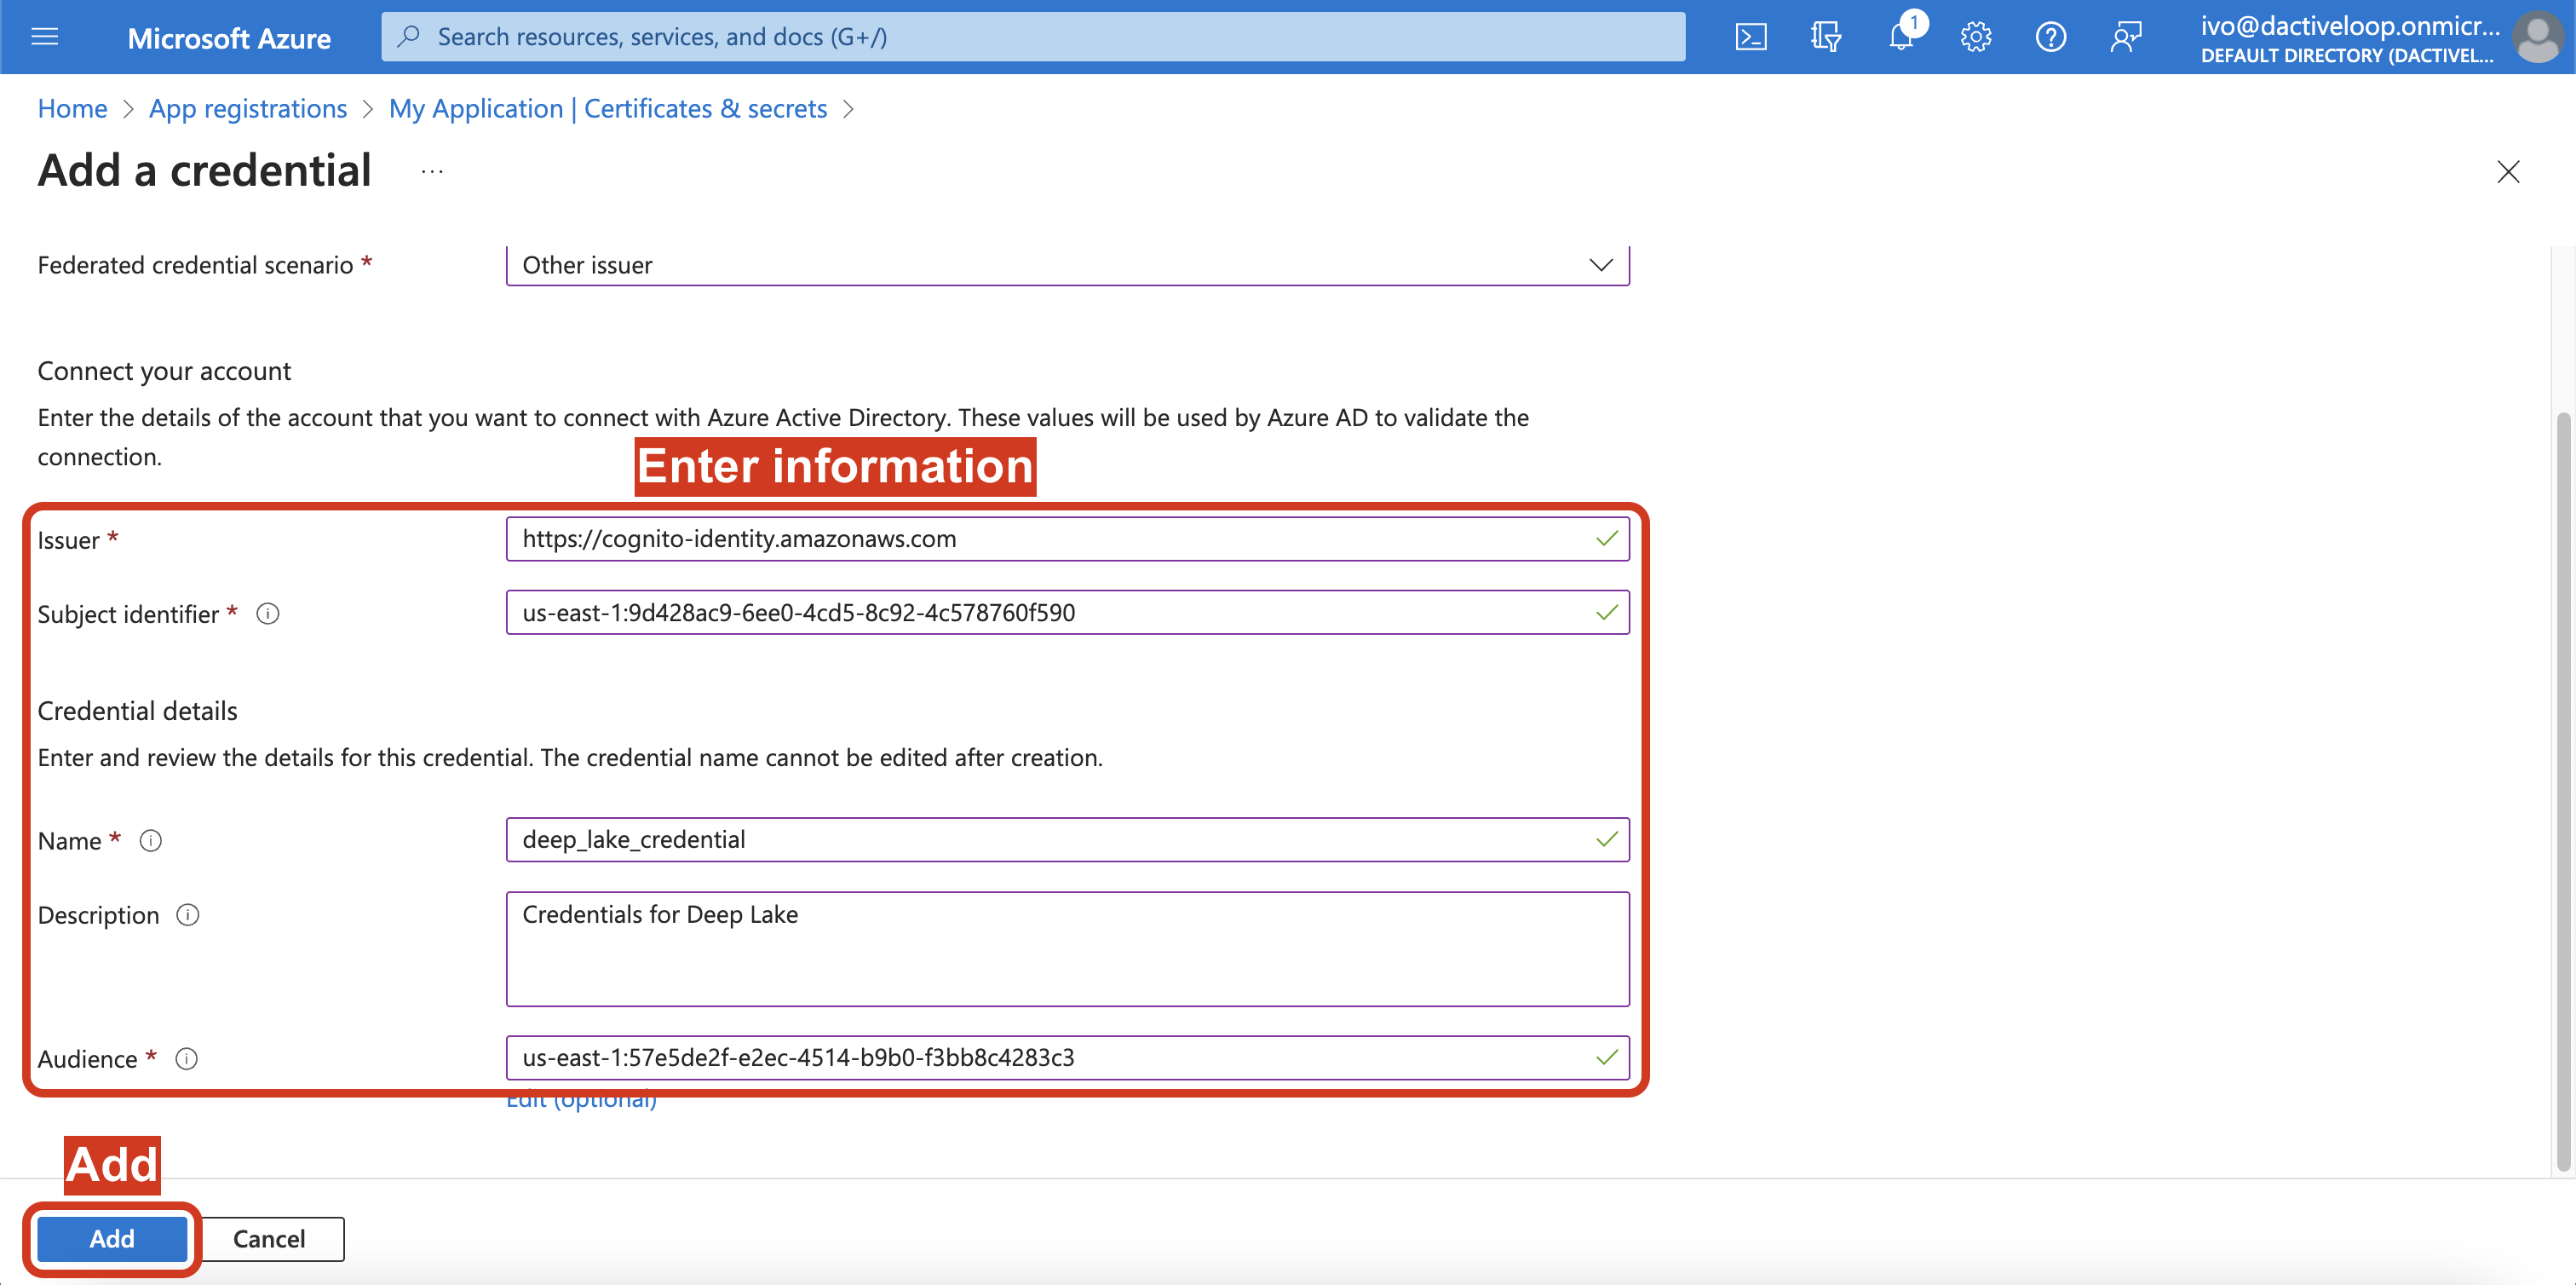 Microsoft Azure
Search resources, services, and docs (G+/)
1
ivo@dactiveloop.onmicr...
DEFAULT DIRECTORY (DACTIVEL...
Home > App registrations > My Application | Certificates & secrets >
Add a credential ...
Federated credential scenario *
Other issuer
Connect your account
Enter the details of the account that you want to connect with Azure Active Directory. These values will be used by Azure AD to validate the
connection.
Enter information
Issuer *
https://cognito-identity.amazonaws.com
Subject identifier *
us-east-1:9d428ac9-6ee0-4cd5-8c92-4c578760f590
Credential details
Enter and review the details for this credential. The credential name cannot be edited after creation.
Name *
deep_lake_credential
Description
Credentials for Deep Lake
Audience *
us-east-1:57e5de2f-e2ec-4514-b9b0-f3bb8c4283c3
Edit (optional)
Add
Add
Cancel